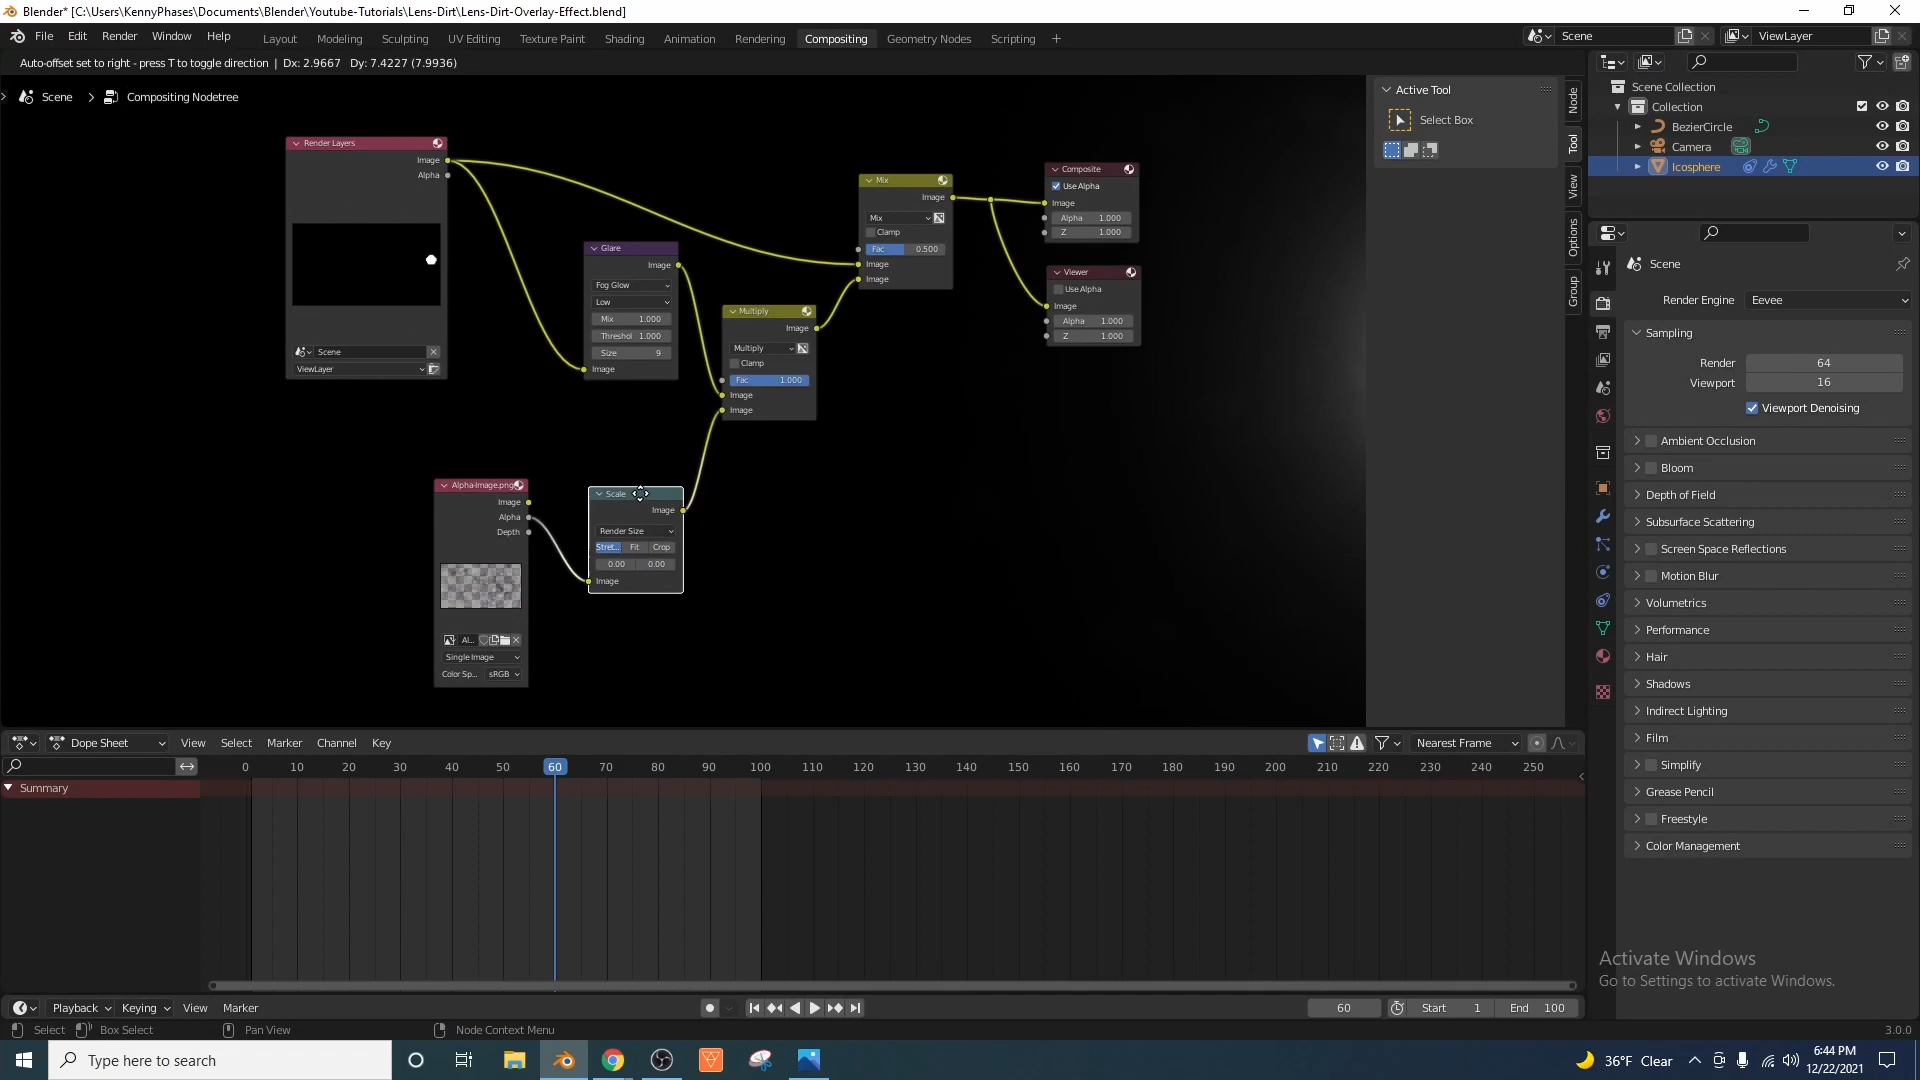 Blender* [C:\Users\KennyPhases\Documents\Blender\Youtube-Tutorials\Lens-Dirt\Lens-Dirt-Overlay-Effect.blend]
File Edit Render Window Help Layout Modeling Sculpting UV Editing Texture Paint Shading Animation Rendering Compositing Geometry Nodes Scripting + Scene ViewLayer
Auto-offset set to right - press T to toggle direction | Dx: 2.9667 Dy: 7.4227 (7.9936)
Scene > Compositing Nodetree
Render Layers
Image
Alpha
Scene
ViewLayer
Glare
Image
Fog Glow
Low
Mix 1.000
Threshol 1.000
Size 9
Image
Multiply
Image
Multiply
Clamp
Fac 1.000
Image
Image
Mix
Image
Mix
Clamp
Fac 0.500
Image
Image
Composite
Use Alpha
Image
Alpha 1.000
Z 1.000
Viewer
Use Alpha
Image
Alpha 1.000
Z 1.000
Alpha-Image.png
Image
Alpha
Depth
Al...
Single Image
Color Sp... sRGB
Scale
Image
Render Size
Stret... Fit Crop
0.00 0.00
Image
Active Tool
Select Box
Node
Tool
View
Options
Group
Scene Collection
Collection
BezierCircle
Camera
Icosphere
Scene
Render Engine Eevee
Sampling
Render 64
Viewport 16
Viewport Denoising
Ambient Occlusion
Bloom
Depth of Field
Subsurface Scattering
Screen Space Reflections
Motion Blur
Volumetrics
Performance
Hair
Shadows
Indirect Lighting
Film
Simplify
Grease Pencil
Freestyle
Color Management
Dope Sheet View Select Marker Channel Key Nearest Frame
0 10 20 30 40 50 60 70 80 90 100 110 120 130 140 150 160 170 180 190 200 210 220 230 240 250
Summary
Activate Windows
Go to Settings to activate Windows.
Playback Keying View Marker 60 Start 1 End 100
Select Box Select Pan View Node Context Menu 3.0.0
Type here to search 36°F Clear 6:44 PM
12/22/2021